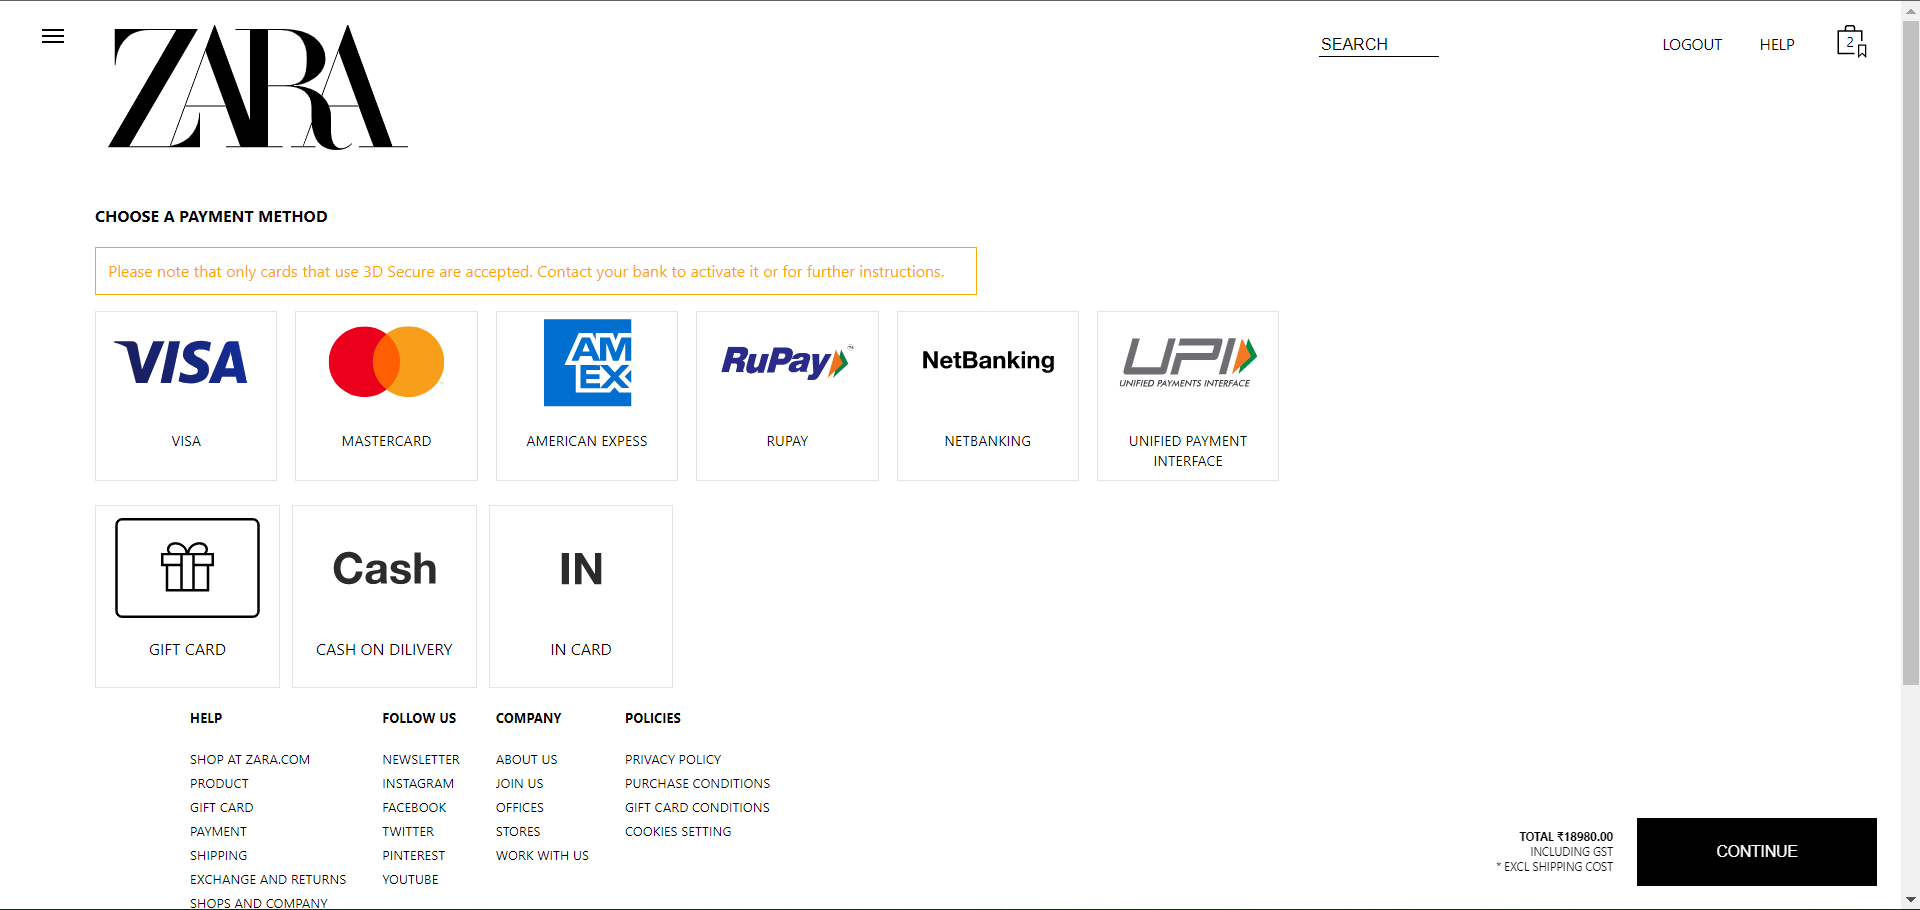 ZARA
SEARCH
LOGOUT
HELP
2
CHOOSE A PAYMENT METHOD
Please note that only cards that use 3D Secure are accepted. Contact your bank to activate it or for further instructions.
VISA
AM
EX
RuPay
NetBanking
UPI
UNIFIED PAYMENTS INTERFACE
VISA
MASTERCARD
AMERICAN EXPESS
RUPAY
NETBANKING
UNIFIED PAYMENT
INTERFACE
Cash
IN
GIFT CARD
CASH ON DILIVERY
IN CARD
HELP
SHOP AT ZARA.COM
PRODUCT
GIFT CARD
PAYMENT
SHIPPING
EXCHANGE AND RETURNS
SHOPS AND COMPANY
FOLLOW US
NEWSLETTER
INSTAGRAM
FACEBOOK
TWITTER
PINTEREST
YOUTUBE
COMPANY
ABOUT US
JOIN US
OFFICES
STORES
WORK WITH US
POLICIES
PRIVACY POLICY
PURCHASE CONDITIONS
GIFT CARD CONDITIONS
COOKIES SETTING
TOTAL ₹18980.00
INCLUDING GST
* EXCL SHIPPING COST
CONTINUE